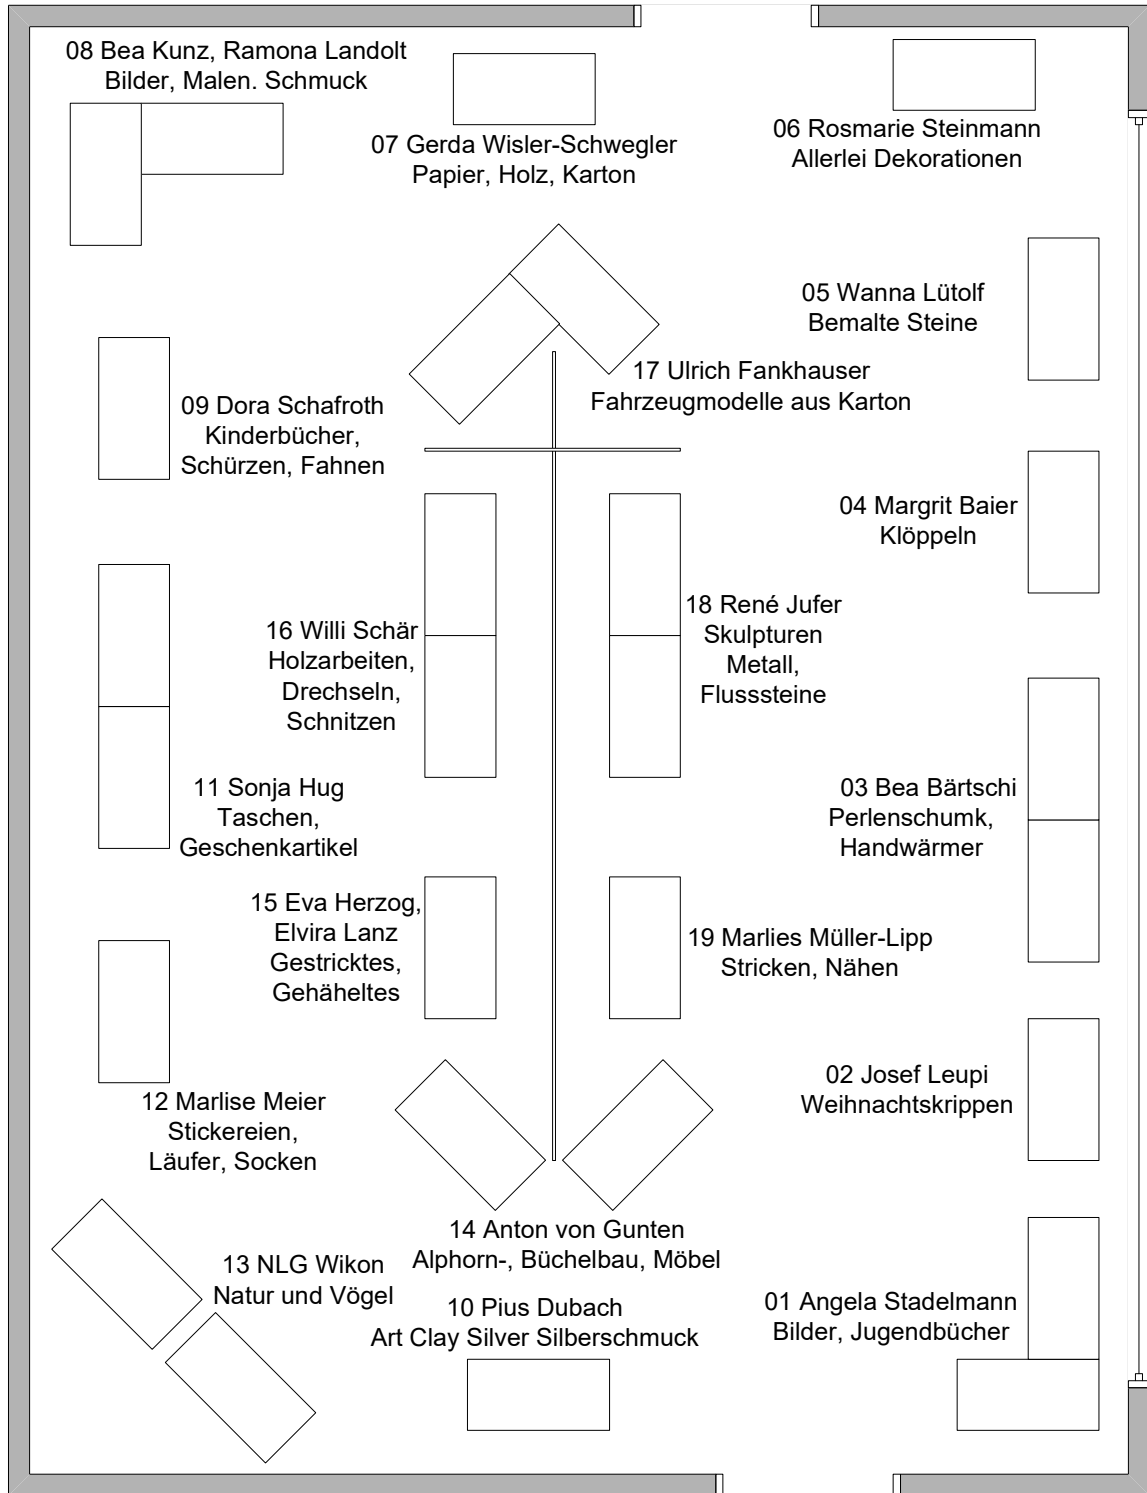 08 Bea Kunz, Ramona Landolt
Bilder, Malen. Schmuck
07 Gerda Wisler-Schwegler
Papier, Holz, Karton
06 Rosmarie Steinmann
Allerlei Dekorationen
05 Wanna Lütolf
Bemalte Steine
17 Ulrich Fankhauser
Fahrzeugmodelle aus Karton
09 Dora Schafroth
Kinderbücher,
Schürzen, Fahnen
04 Margrit Baier
Klöppeln
16 Willi Schär
Holzarbeiten,
Drechseln,
Schnitzen
18 René Jufer
Skulpturen
Metall,
Flusssteine
11 Sonja Hug
Taschen,
Geschenkartikel
03 Bea Bärtschi
Perlenschumk,
Handwärmer
15 Eva Herzog,
Elvira Lanz
Gestricktes,
Gehäheltes
19 Marlies Müller-Lipp
Stricken, Nähen
02 Josef Leupi
Weihnachtskrippen
12 Marlise Meier
Stickereien,
Läufer, Socken
14 Anton von Gunten
Alphorn-, Büchelbau, Möbel
13 NLG Wikon
Natur und Vögel
10 Pius Dubach
Art Clay Silver Silberschmuck
01 Angela Stadelmann
Bilder, Jugendbücher